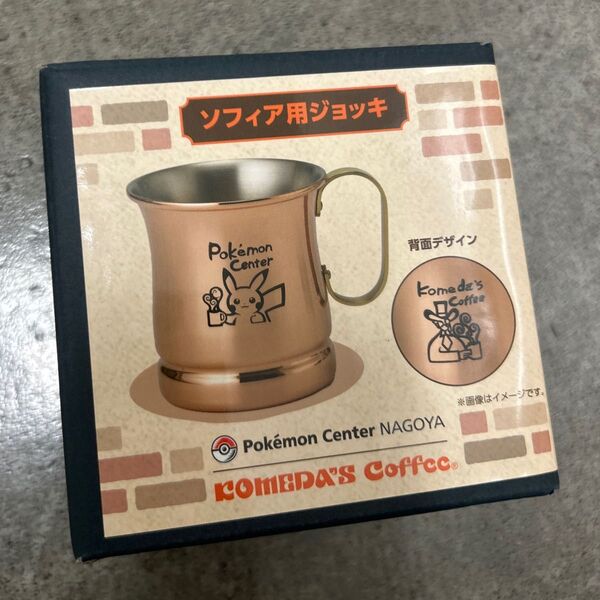 ソフィア用ジョッキ
Pokémon
Center
背面デザイン
Komeda's
Coffee
※画像はイメージです。
Pokémon Center NAGOYA
KOMEDA'S Coffee®